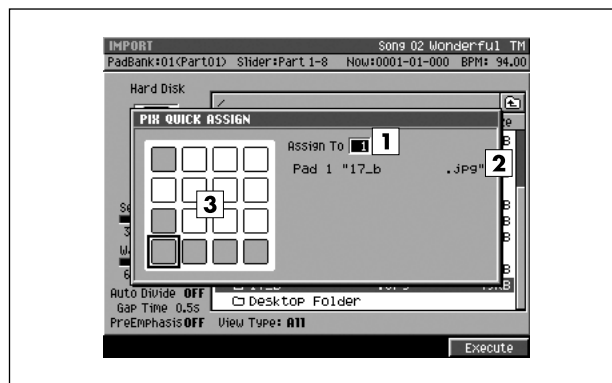 IMPORT Song 02 Wonderful TM
PadBank:01(Part01) Slider:Part 1-8 Now:0001-01-000 BPM: 94.00
Hard Disk
/
PIX QUICK ASSIGN
Assign To 1 1
Pad 1 "17_b .jpg" 2
3
Auto Divide OFF
Desktop Folder
Gap Time 0.5s
PreEmphasis OFF View Type: All
Execute